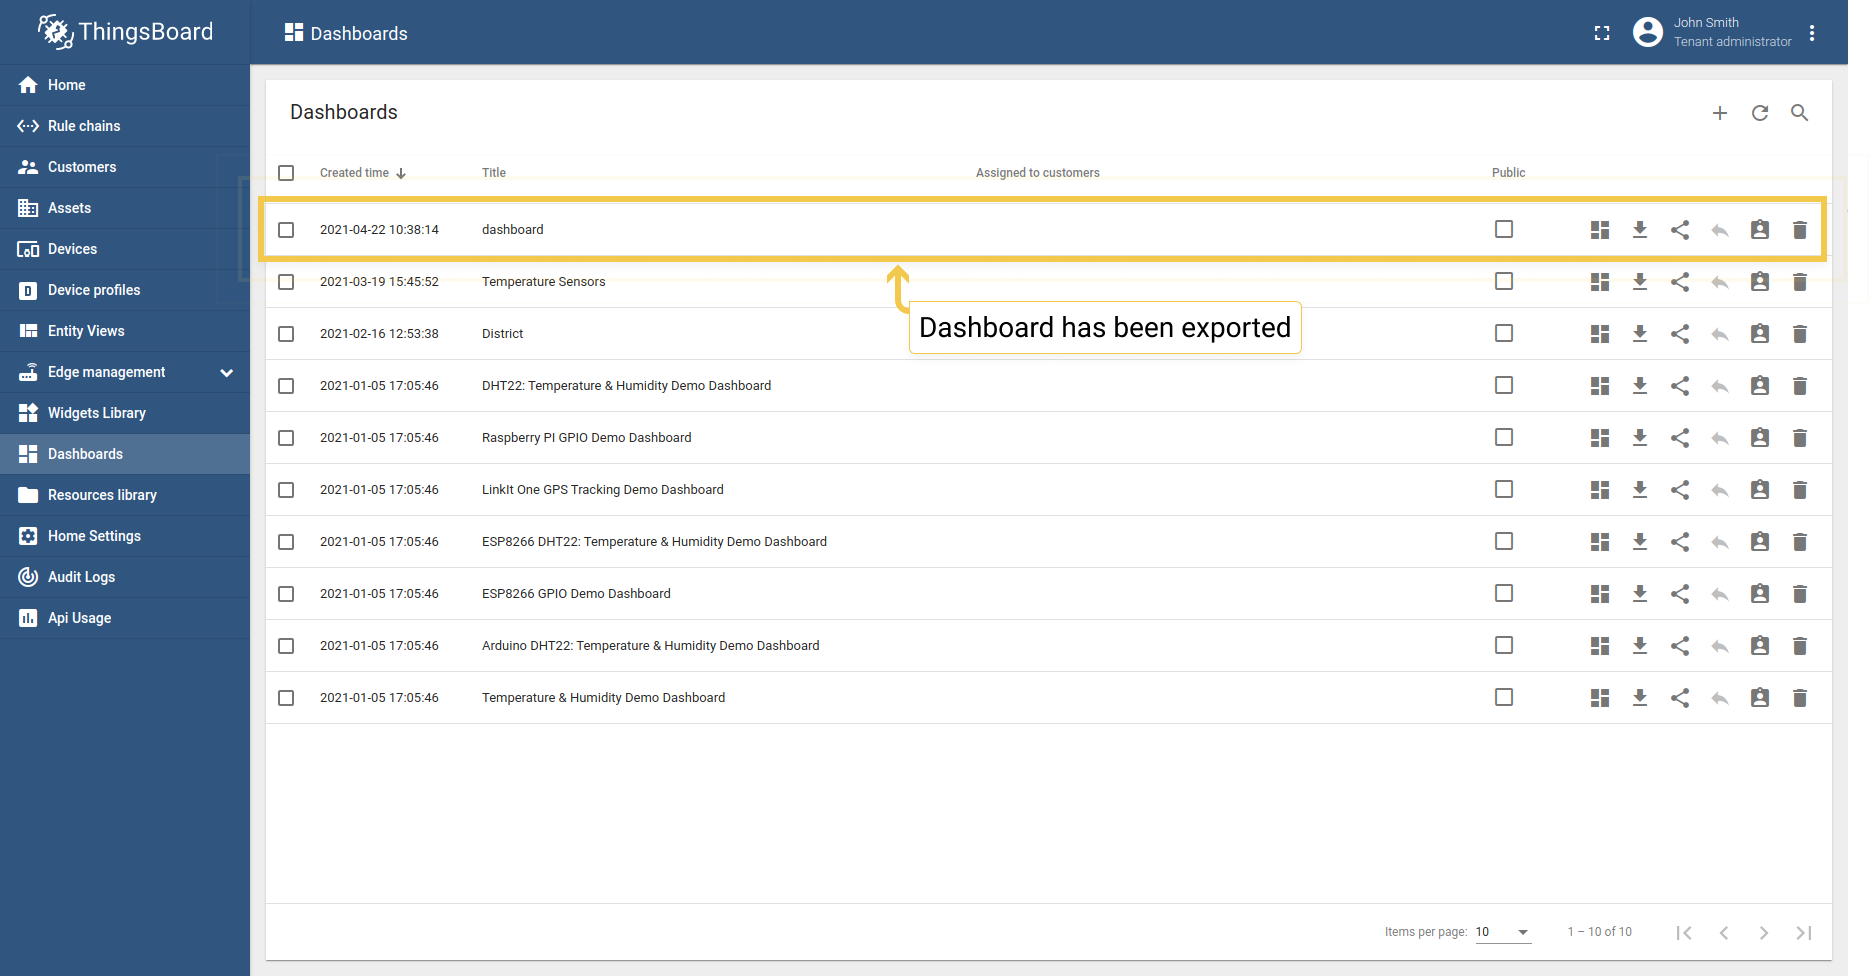 ThingsBoard
Dashboards
John Smith
Tenant administrator
Home
Rule chains
Customers
Assets
Devices
Device profiles
Entity Views
Edge management
Widgets Library
Dashboards
Resources library
Home Settings
Audit Logs
Api Usage
Dashboards
Created time Title Assigned to customers Public
2021-04-22 10:38:14 dashboard
2021-03-19 15:45:52 Temperature Sensors
Dashboard has been exported
2021-02-16 12:53:38 District
2021-01-05 17:05:46 DHT22: Temperature & Humidity Demo Dashboard
2021-01-05 17:05:46 Raspberry PI GPIO Demo Dashboard
2021-01-05 17:05:46 LinkIt One GPS Tracking Demo Dashboard
2021-01-05 17:05:46 ESP8266 DHT22: Temperature & Humidity Demo Dashboard
2021-01-05 17:05:46 ESP8266 GPIO Demo Dashboard
2021-01-05 17:05:46 Arduino DHT22: Temperature & Humidity Demo Dashboard
2021-01-05 17:05:46 Temperature & Humidity Demo Dashboard
Items per page: 10 1 – 10 of 10